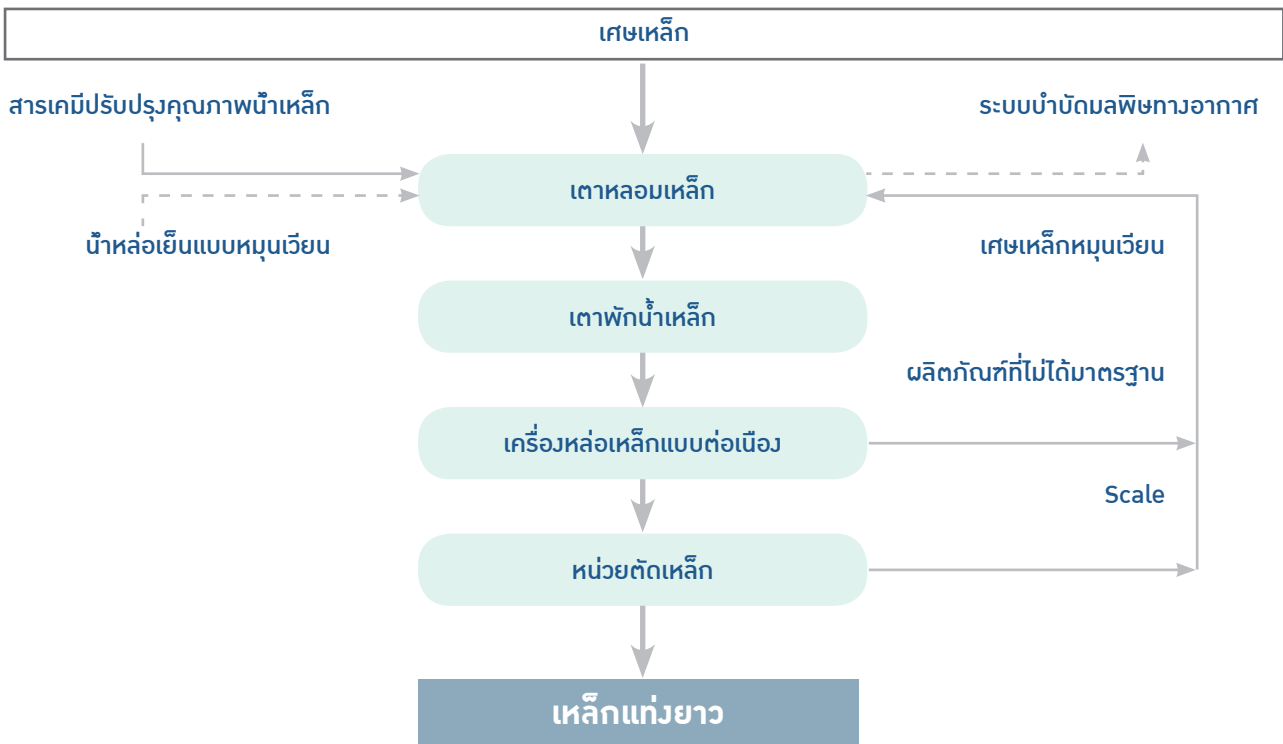 เศษเหล็ก
สารเคมีปรับปรุงคุณภาพน้ำเหล็ก
ระบบบำบัดมลพิษทางอากาศ
เตาหลอมเหล็ก
น้ำหล่อเย็นแบบหมุนเวียน
เศษเหล็กหมุนเวียน
เตาพักน้ำเหล็ก
ผลิตภัณฑ์ที่ไม่ได้มาตรฐาน
เครื่องหล่อเหล็กแบบต่อเนือง
Scale
หน่วยตัดเหล็ก
เหล็กแท่งยาว